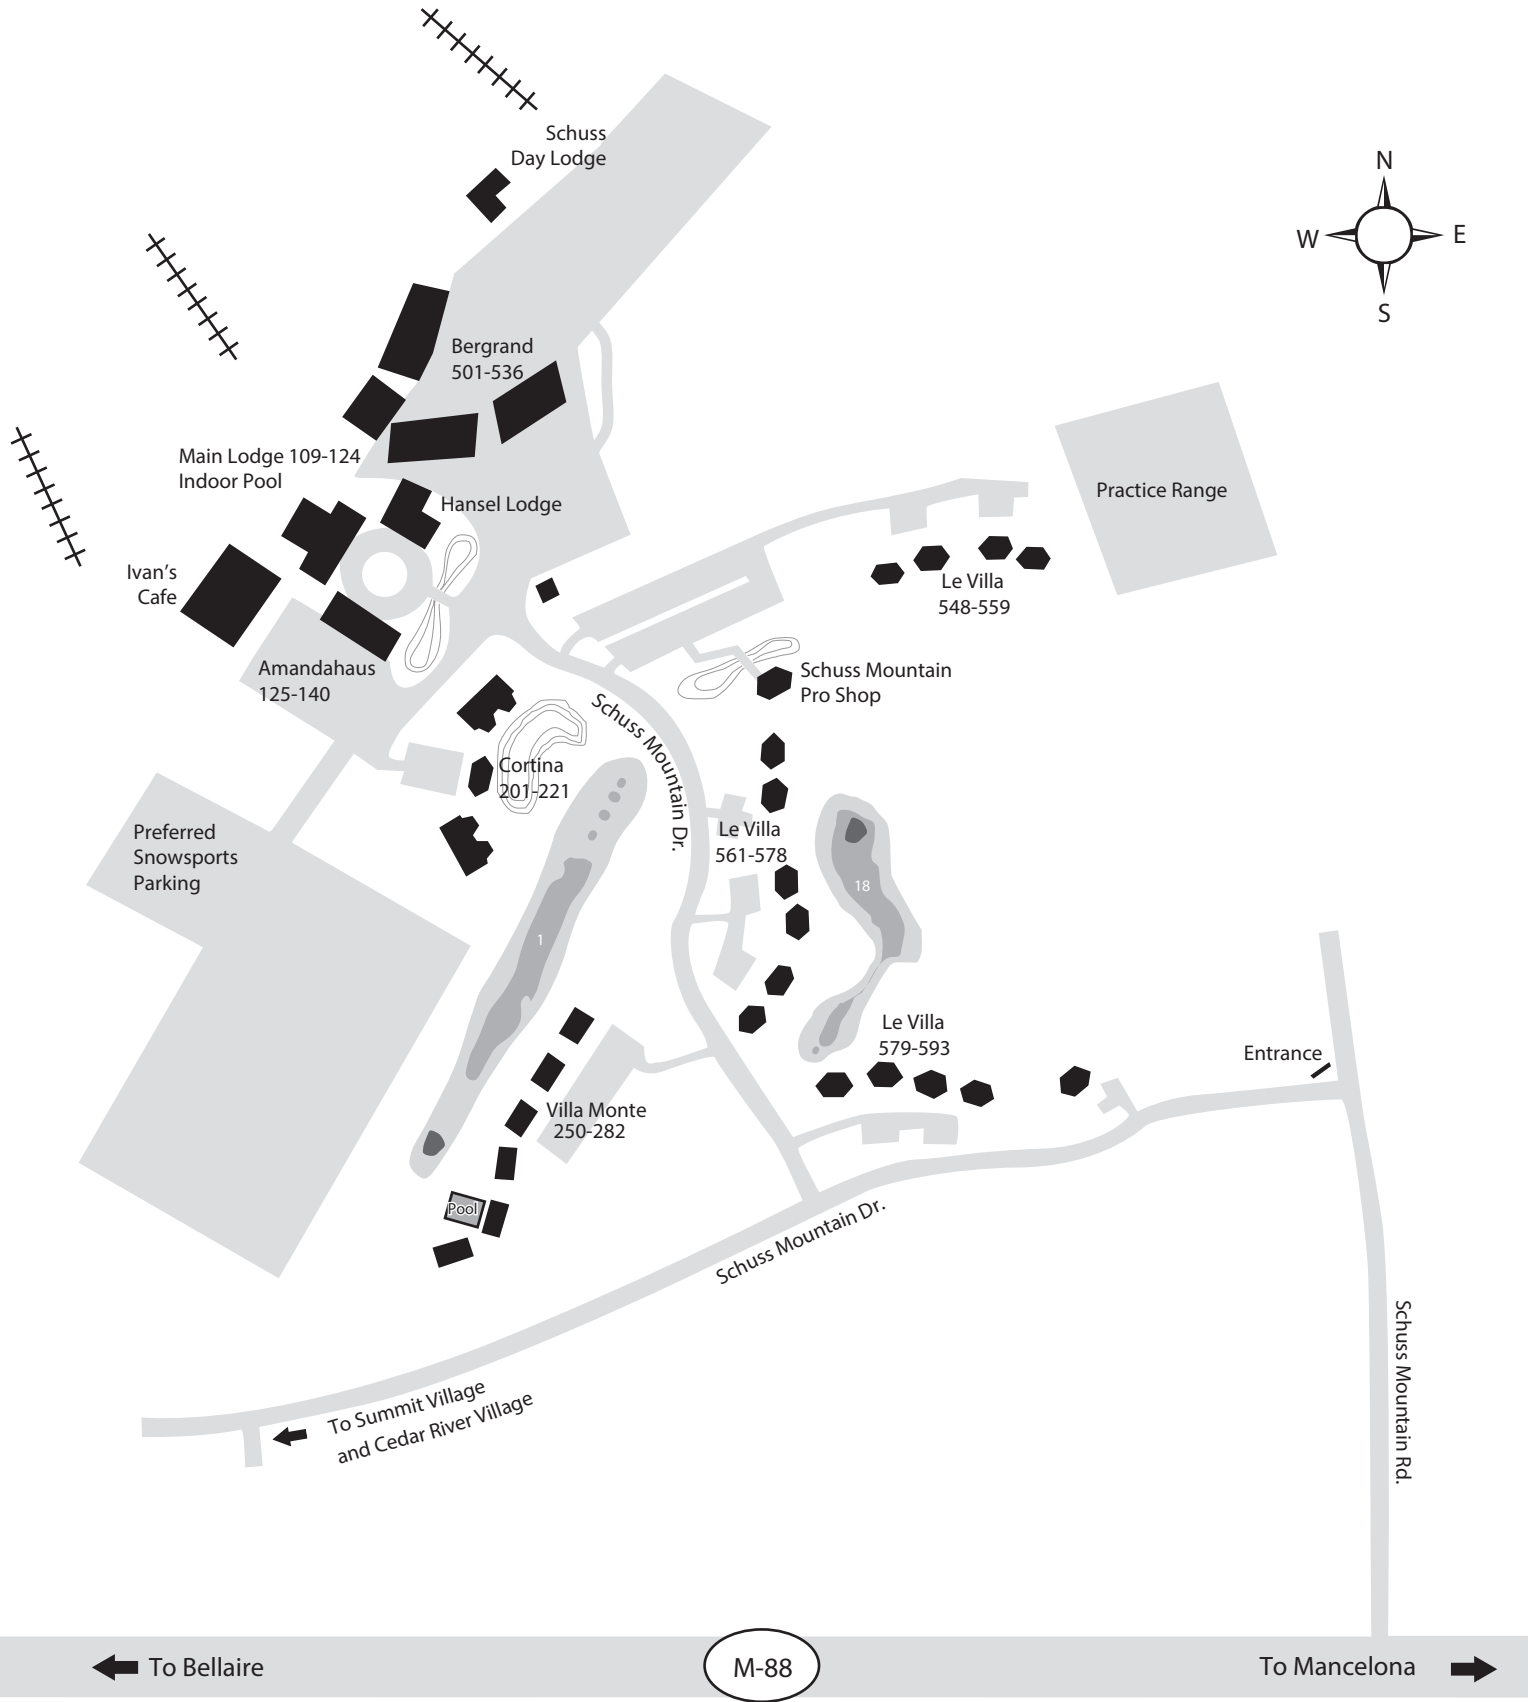 Schuss
Day Lodge
N
W
E
S
Bergrand
501-536
Main Lodge 109-124
Indoor Pool
Hansel Lodge
Practice Range
Ivan's
Cafe
Le Villa
548-559
Amandahaus
125-140
Schuss Mountain
Pro Shop
Schuss Mountain Dr.
Cortina
201-221
Preferred
Snowsports
Parking
Le Villa
561-578
18
1
Le Villa
579-593
Entrance
Villa Monte
250-282
Pool
Schuss Mountain Dr.
Schuss Mountain Rd.
To Summit Village
and Cedar River Village
To Bellaire
M-88
To Mancelona